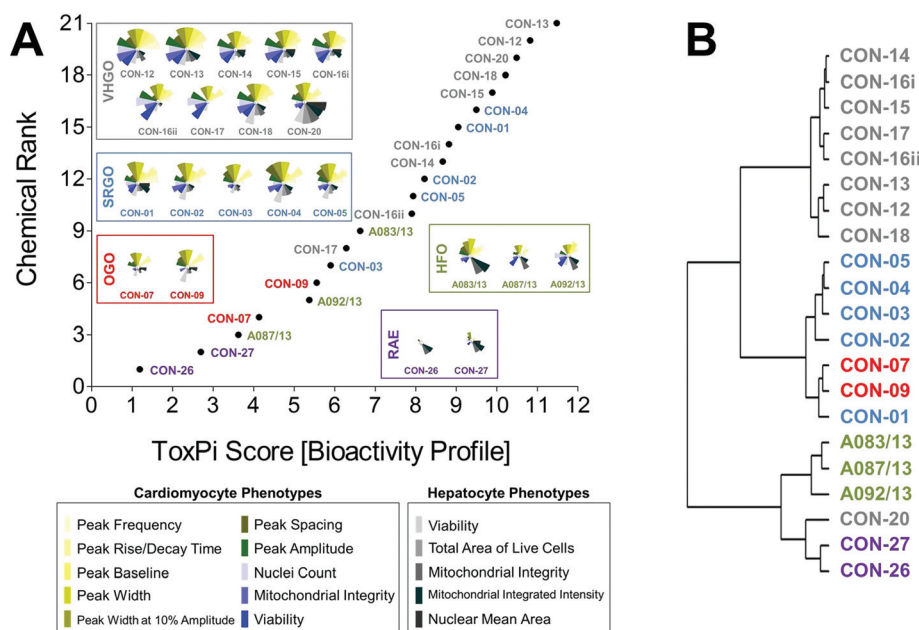 A
B
Chemical Rank
21
18
15
12
9
6
3
0
VHGO
CON-12 CON-13 CON-14 CON-15 CON-16i
CON-16ii CON-17 CON-18 CON-20
SRGO
CON-01 CON-02 CON-03 CON-04 CON-05
OGO
CON-07 CON-09
HFO
A083/13 A087/13 A092/13
RAE
CON-26 CON-27
CON-13
CON-12
CON-20
CON-18
CON-15
CON-04
CON-01
CON-16i
CON-14
CON-02
CON-05
CON-16ii
A083/13
CON-17
CON-03
CON-09
A092/13
CON-07
A087/13
CON-27
CON-26
0 1 2 3 4 5 6 7 8 9 10 11 12
ToxPi Score [Bioactivity Profile]
Cardiomyocyte Phenotypes
Peak Frequency
Peak Rise/Decay Time
Peak Baseline
Peak Width
Peak Width at 10% Amplitude
Peak Spacing
Peak Amplitude
Nuclei Count
Mitochondrial Integrity
Viability
Hepatocyte Phenotypes
Viability
Total Area of Live Cells
Mitochondrial Integrity
Mitochondrial Integrated Intensity
Nuclear Mean Area
CON-14
CON-16i
CON-15
CON-17
CON-16ii
CON-13
CON-12
CON-18
CON-05
CON-04
CON-03
CON-02
CON-07
CON-09
CON-01
A083/13
A087/13
A092/13
CON-20
CON-27
CON-26